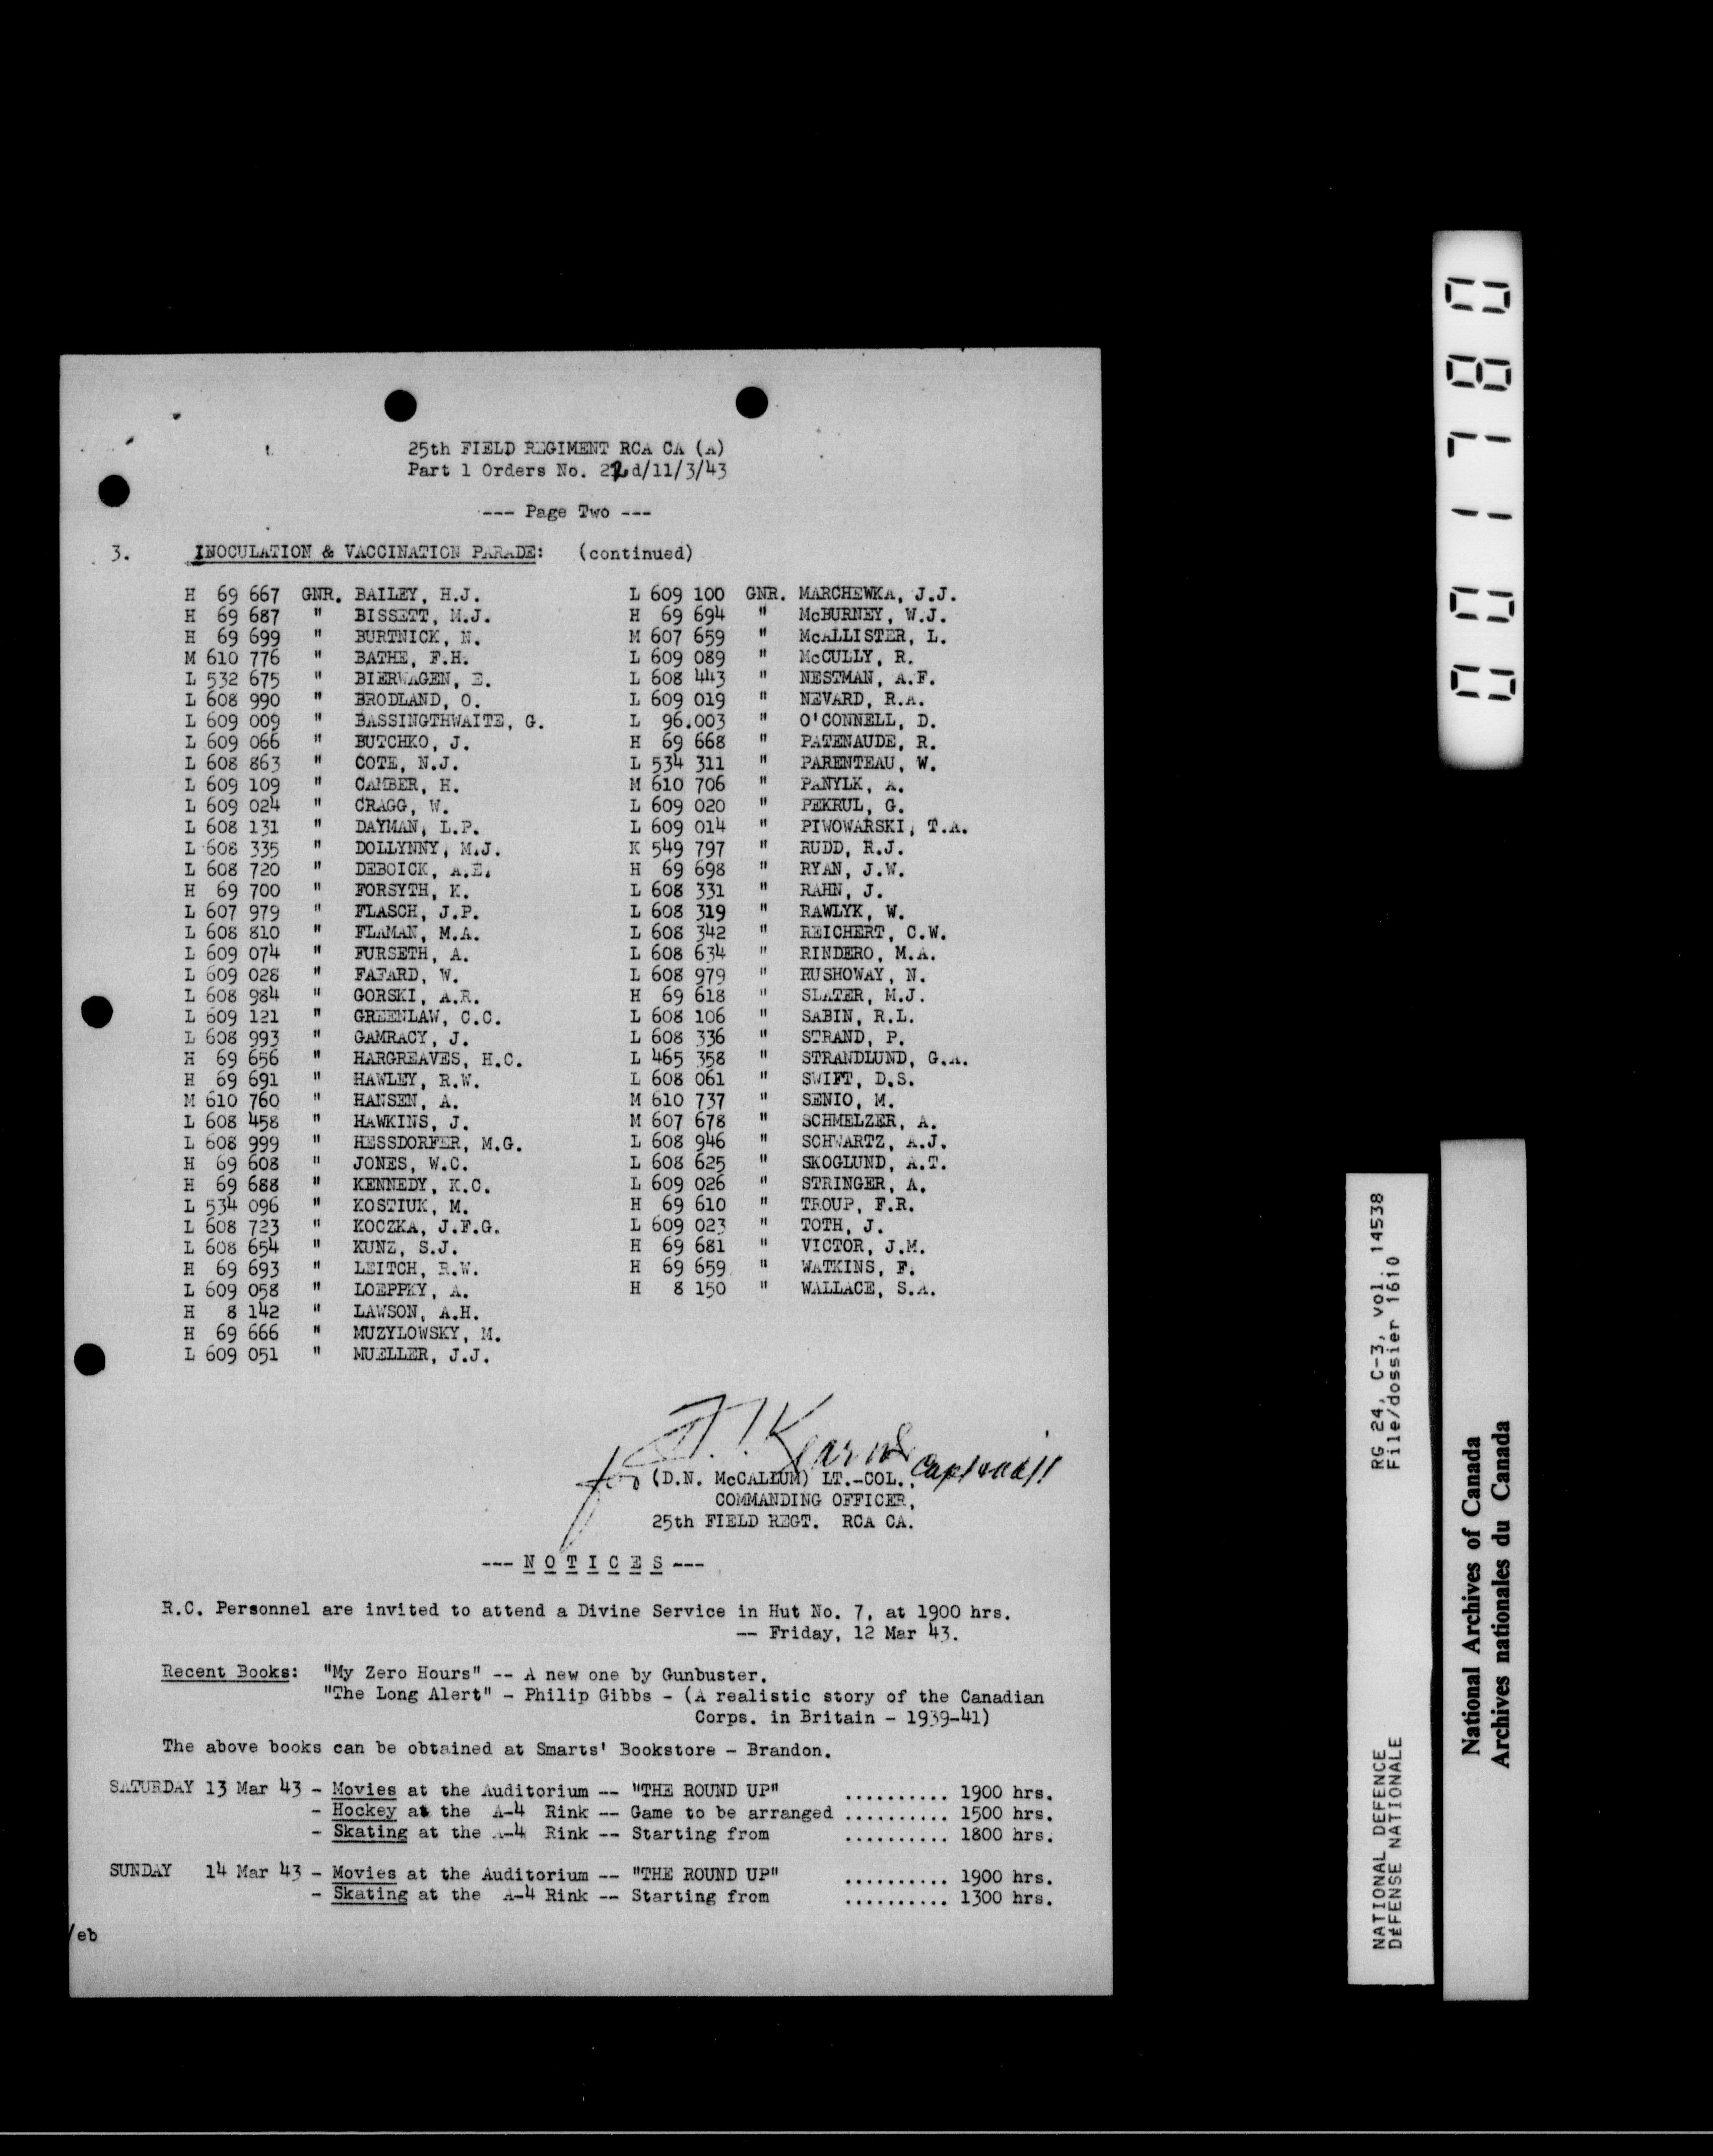 25th FIELD REGIMENT RCA CA (A)
Part 1 Orders No. 22 d/11/3/43
--- Page Two ---
3. INOCULATION & VACCINATION PARADE: (continued)
H 69 667 GNR. BAILEY, H.J.
H 69 687 " BISSETT, M.J.
H 69 699 " BURTNICK, N.
M 610 776 " BATHE, F.H.
L 532 675 " BIERWAGEN, E.
L 608 990 " BRODLAND, O.
L 609 009 " BASSINGTHWAITE, G.
L 609 066 " BUTCHKO, J.
L 608 863 " COTE, N.J.
L 609 109 " CAMBER, H.
L 609 024 " CRAGG, W.
L 608 131 " DAYMAN, L.P.
L 608 335 " DOLLYNNY, M.J.
L 608 720 " DEBOICK, A.E.
H 69 700 " FORSYTH, K.
L 607 979 " FLASCH, J.P.
L 608 810 " FLAMAN, M.A.
L 609 074 " FURSETH, A.
L 609 028 " FAFARD, W.
L 608 984 " GORSKI, A.R.
L 609 121 " GREENLAW, C.C.
L 608 993 " GAMRACY, J.
H 69 656 " HARGREAVES, H.C.
H 69 691 " HAWLEY, R.W.
M 610 760 " HANSEN, A.
L 608 458 " HAWKINS, J.
L 608 999 " HESSDORFER, M.G.
H 69 608 " JONES, W.C.
H 69 688 " KENNEDY, K.C.
L 534 096 " KOSTIUK, M.
L 608 723 " KOCZKA, J.F.G.
L 608 654 " KUNZ, S.J.
H 69 693 " LEITCH, R.W.
L 609 058 " LOEPPKY, A.
H 8 142 " LAWSON, A.H.
H 69 666 " MUZYLOWSKY, M.
L 609 051 " MUELLER, J.J.
L 609 100 GNR. MARCHEWKA, J.J.
H 69 694 " McBURNEY, W.J.
M 607 659 " McALLISTER, L.
L 609 089 " McCULLY, R.
L 608 443 " NESTMAN, A.F.
L 609 019 " NEVARD, R.A.
L 96.003 " O'CONNELL, D.
H 69 668 " PATENAUDE, R.
L 534 311 " PARENTEAU, W.
M 610 706 " PANYLK, A.
L 609 020 " PEKRUL, G.
L 609 014 " PIWOWARSKI, T.A.
K 549 797 " RUDD, R.J.
H 69 698 " RYAN, J.W.
L 608 331 " RAHN, J.
L 608 319 " RAWLYK, W.
L 608 342 " REICHERT, C.W.
L 608 634 " RINDERO, M.A.
L 608 979 " RUSHOWAY, N.
H 69 618 " SLATER, M.J.
L 608 106 " SABIN, R.L.
L 608 336 " STRAND, P.
L 465 358 " STRANDLUND, G.A.
L 608 061 " SWIFT, D.S.
M 610 737 " SENIO, M.
M 607 678 " SCHMELZER, A.
L 608 946 " SCHWARTZ, A.J.
L 608 625 " SKOGLUND, A.T.
L 609 026 " STRINGER, A.
H 69 610 " TROUP, F.R.
L 609 023 " TOTH, J.
H 69 681 " VICTOR, J.M.
H 69 659 " WATKINS, F.
H 8 150 " WALLACE, S.A.
for
(D.N. McCALLUM) LT.-COL.,
COMMANDING OFFICER,
25th FIELD REGT. RCA CA.
--- N O T I C E S ---
R.C. Personnel are invited to attend a Divine Service in Hut No. 7, at 1900 hrs.
-- Friday, 12 Mar 43.
Recent Books: "My Zero Hours" -- A new one by Gunbuster.
"The Long Alert" - Philip Gibbs - (A realistic story of the Canadian
Corps. in Britain - 1939-41)
The above books can be obtained at Smarts' Bookstore - Brandon.
SATURDAY 13 Mar 43 - Movies at the Auditorium -- "THE ROUND UP" .......... 1900 hrs.
- Hockey at the A-4 Rink -- Game to be arranged .......... 1500 hrs.
- Skating at the A-4 Rink -- Starting from .......... 1800 hrs.
SUNDAY 14 Mar 43 - Movies at the Auditorium -- "THE ROUND UP" .......... 1900 hrs.
- Skating at the A-4 Rink -- Starting from .......... 1300 hrs.
/eb
001780
NATIONAL DEFENCE RG 24, C-3, vol. 14538
DéFENSE NATIONALE File/dossier 1610
National Archives of Canada
Archives nationales du Canada